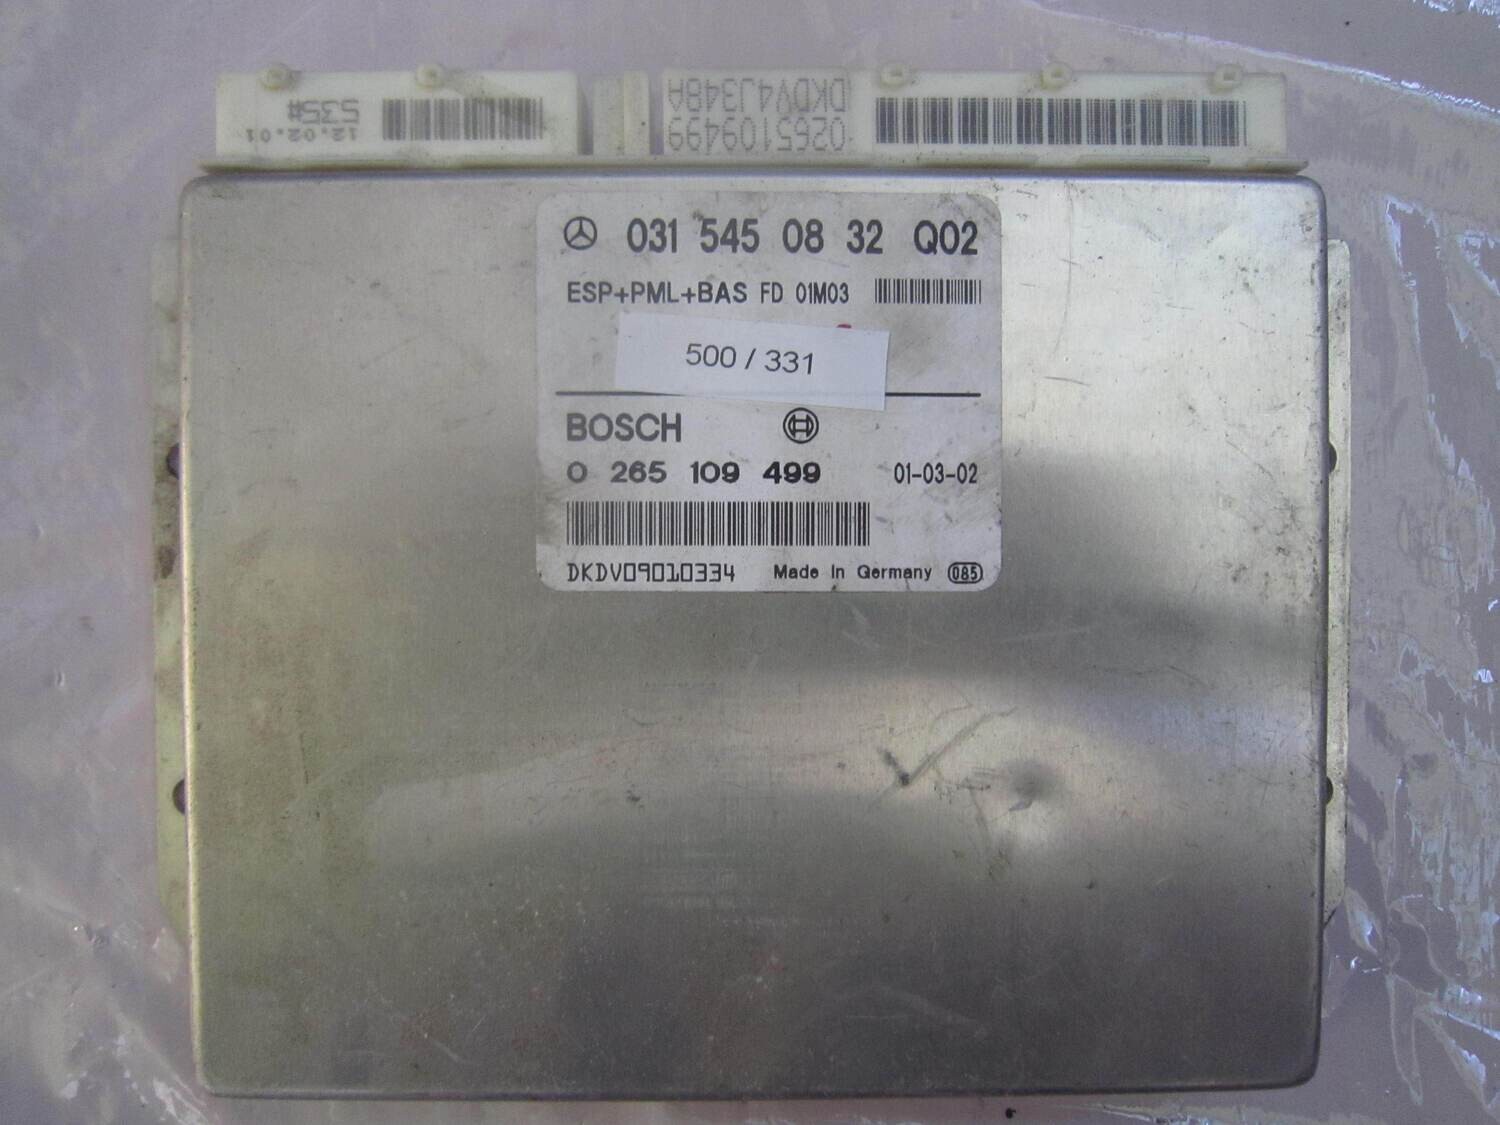 535#
12.02.01
DKDV4J348A
0265109499
031 545 08 32 Q02
ESP+PML+BAS FD 01M03
500 / 331
BOSCH
0 265 109 499 01-03-02
DKDV09010334 Made in Germany 085